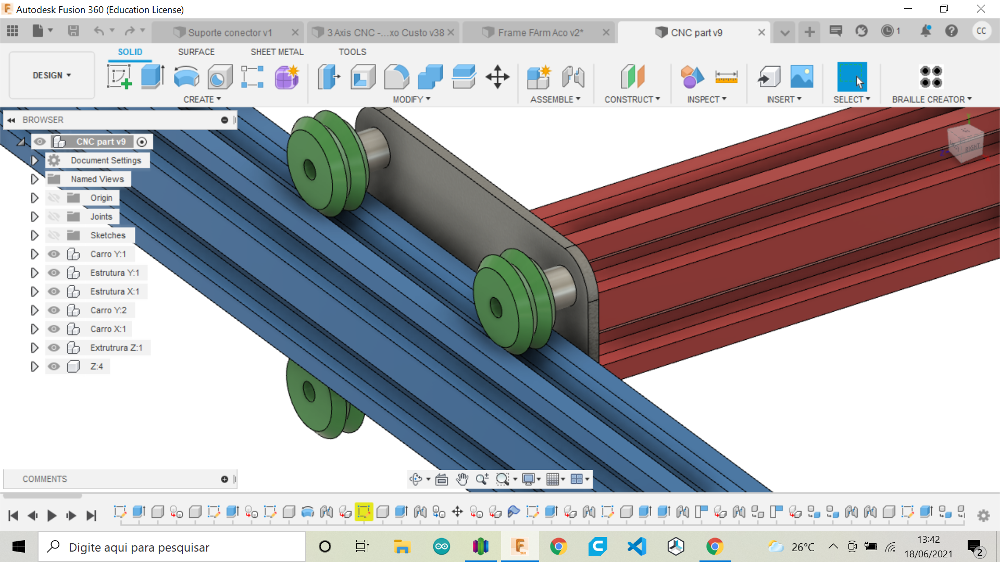 Autodesk Fusion 360 (Education License)
Suporte conector v1
3 Axis CNC -...xo Custo v38
Frame FArm Aco v2*
CNC part v9
1
CC
SOLID
SURFACE
SHEET METAL
TOOLS
DESIGN
CREATE
MODIFY
ASSEMBLE
CONSTRUCT
INSPECT
INSERT
SELECT
BRAILLE CREATOR
BROWSER
CNC part v9
Document Settings
Named Views
Origin
Joints
Sketches
Carro Y:1
Estrutura Y:1
Estrutura X:1
Carro Y:2
Carro X:1
Extrutrura Z:1
Z:4
RIGHT
Y
Z
COMMENTS
Digite aqui para pesquisar
360
26°C
13:42
18/06/2021
2